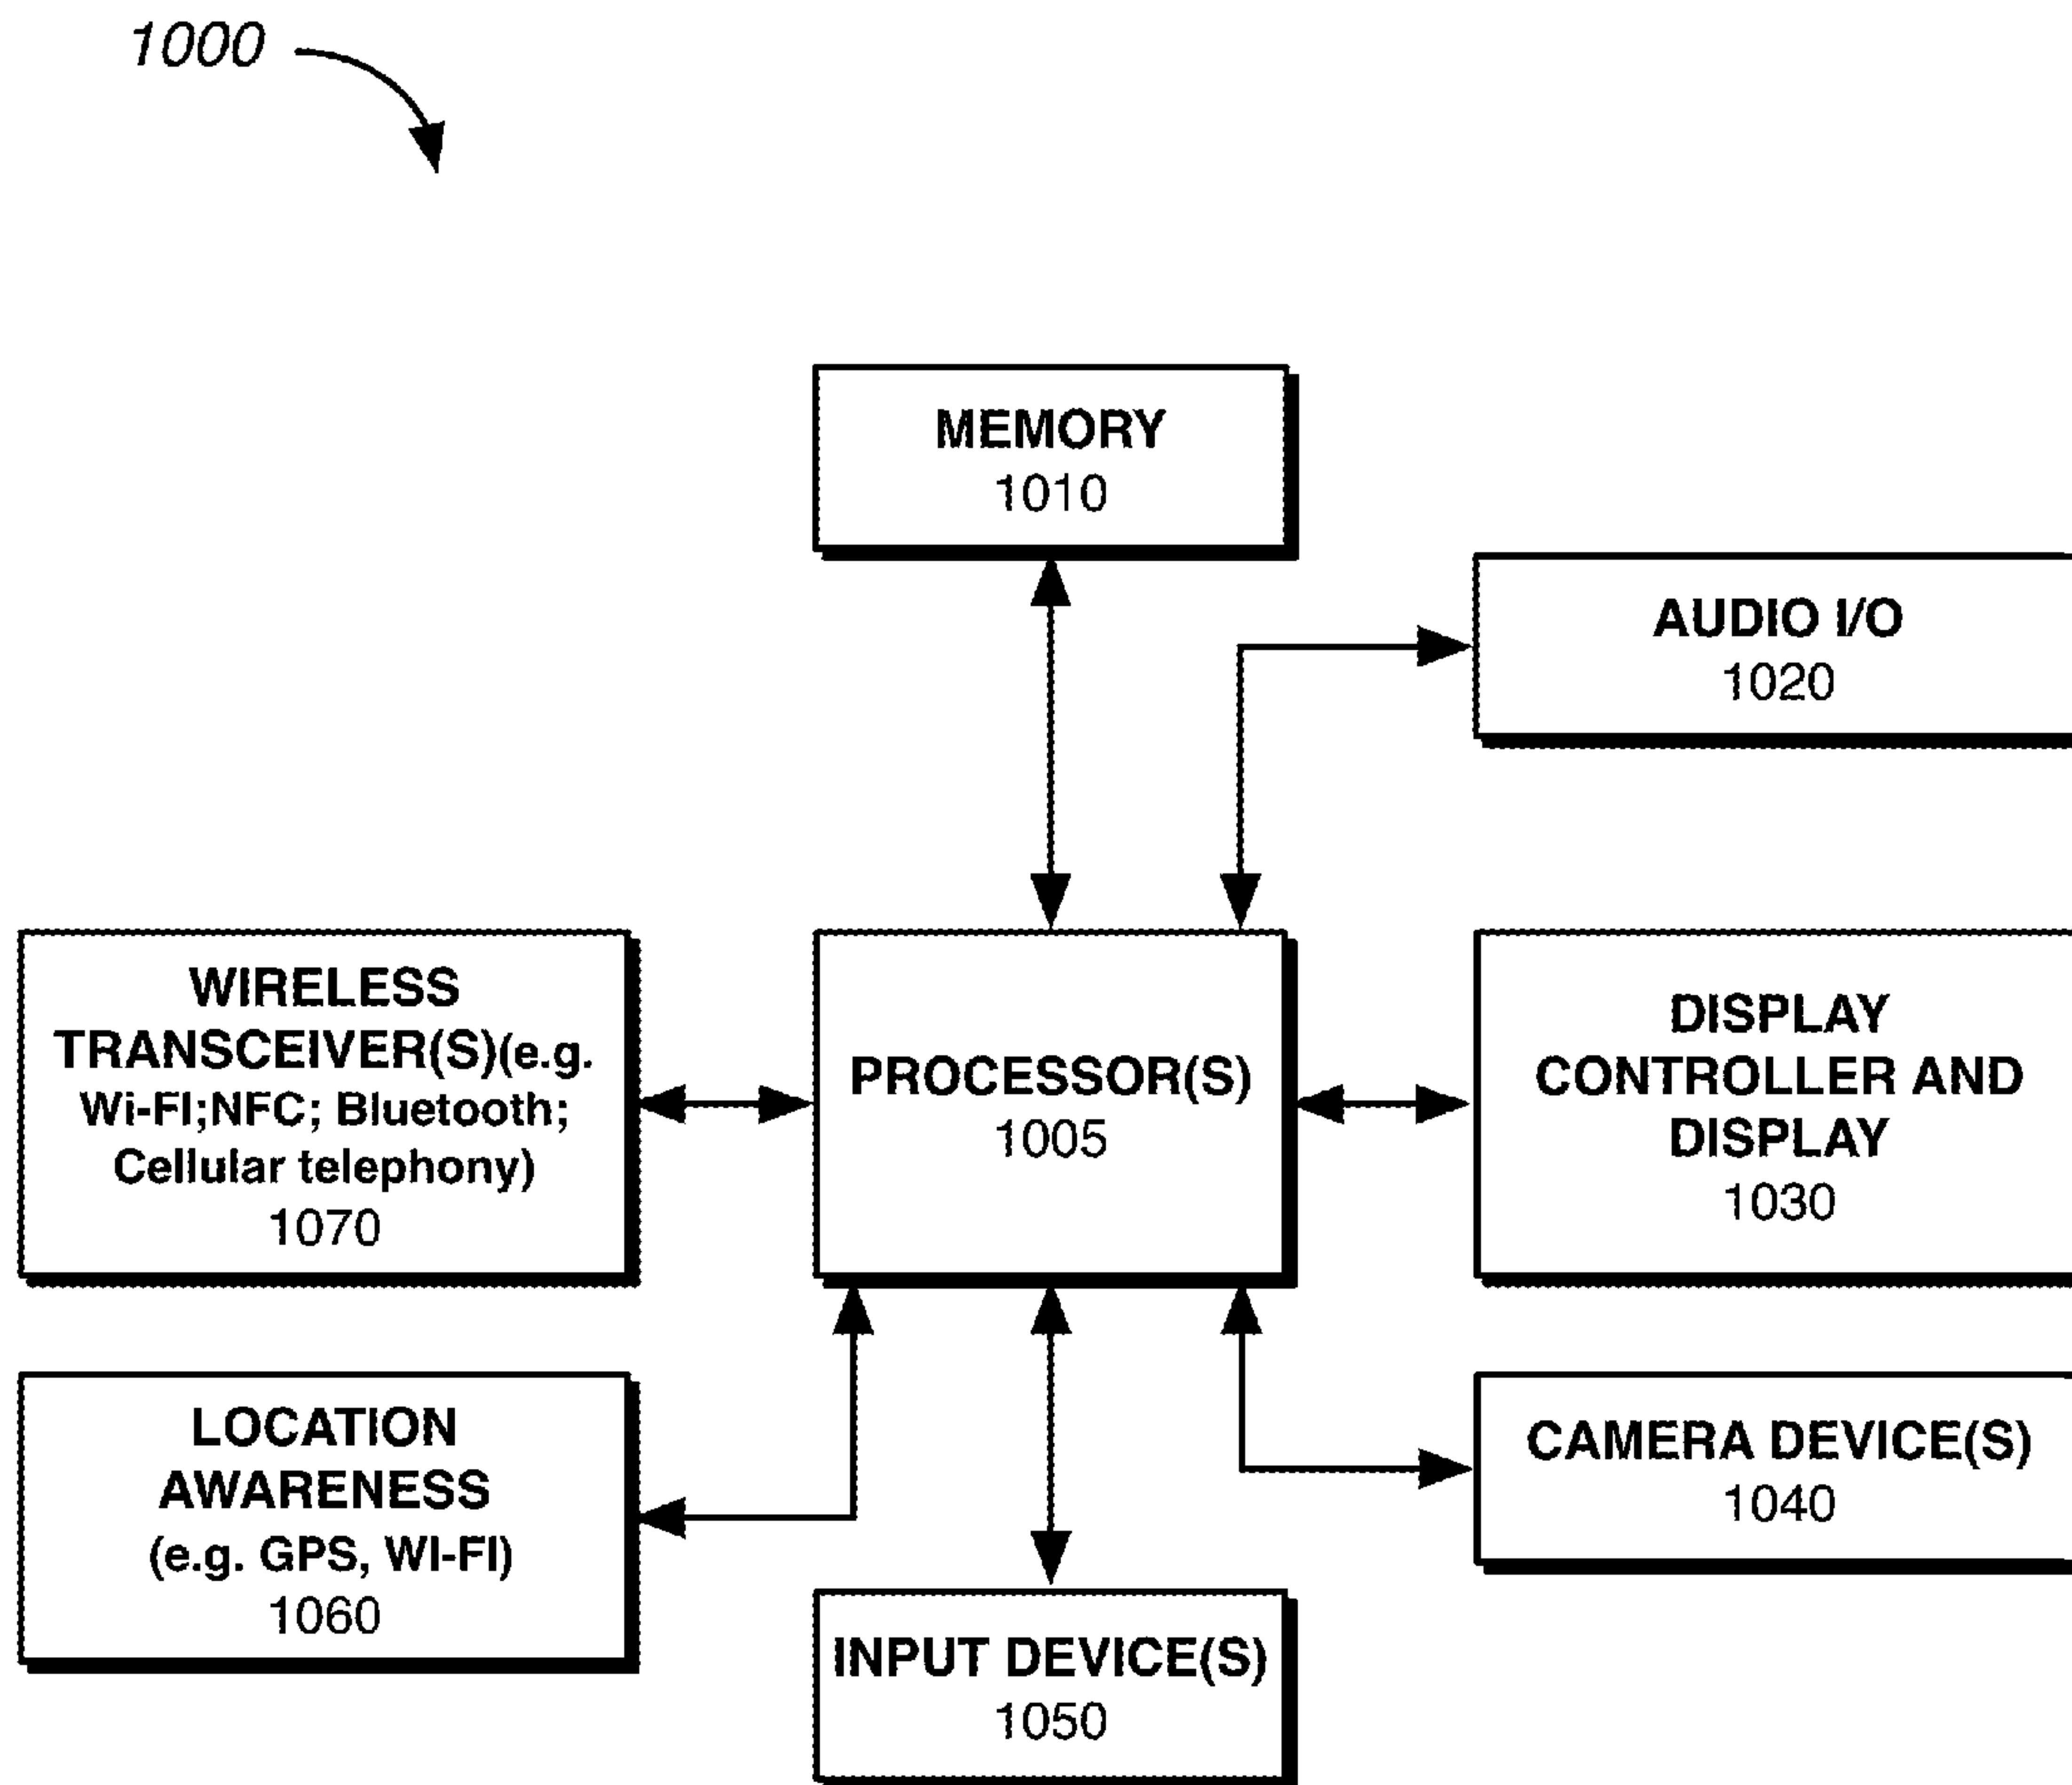 1000
MEMORY
1010
AUDIO I/O
1020
WIRELESS
TRANSCEIVER(S)(e.g.
Wi-FI;NFC; Bluetooth;
Cellular telephony)
1070
PROCESSOR(S)
1005
DISPLAY
CONTROLLER AND
DISPLAY
1030
LOCATION
AWARENESS
(e.g. GPS, WI-FI)
1060
CAMERA DEVICE(S)
1040
INPUT DEVICE(S)
1050